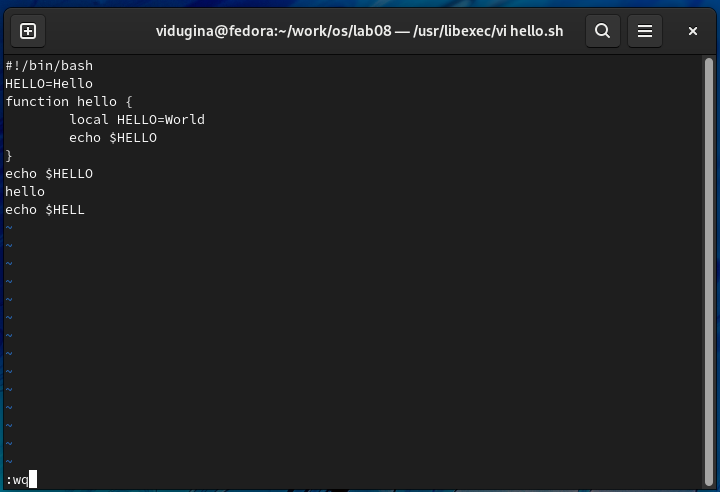 vidugina@fedora:~/work/os/lab08 — /usr/libexec/vi hello.sh
#!/bin/bash
HELLO=Hello
function hello {
        local HELLO=World
        echo $HELLO
}
echo $HELLO
hello
echo $HELL
~
~
~
~
~
~
~
~
~
~
~
~
~
~
:wq